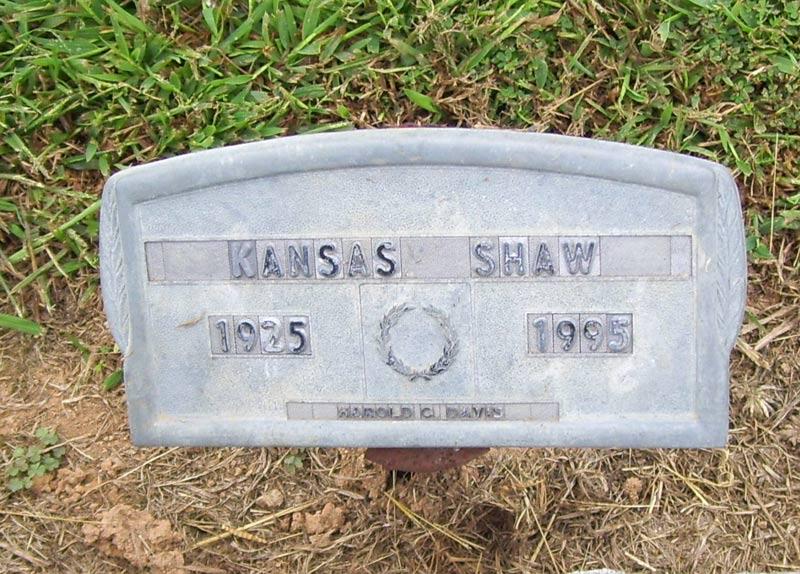 KANSAS SHAW
1925 1995
HAROLD C. DAVIS